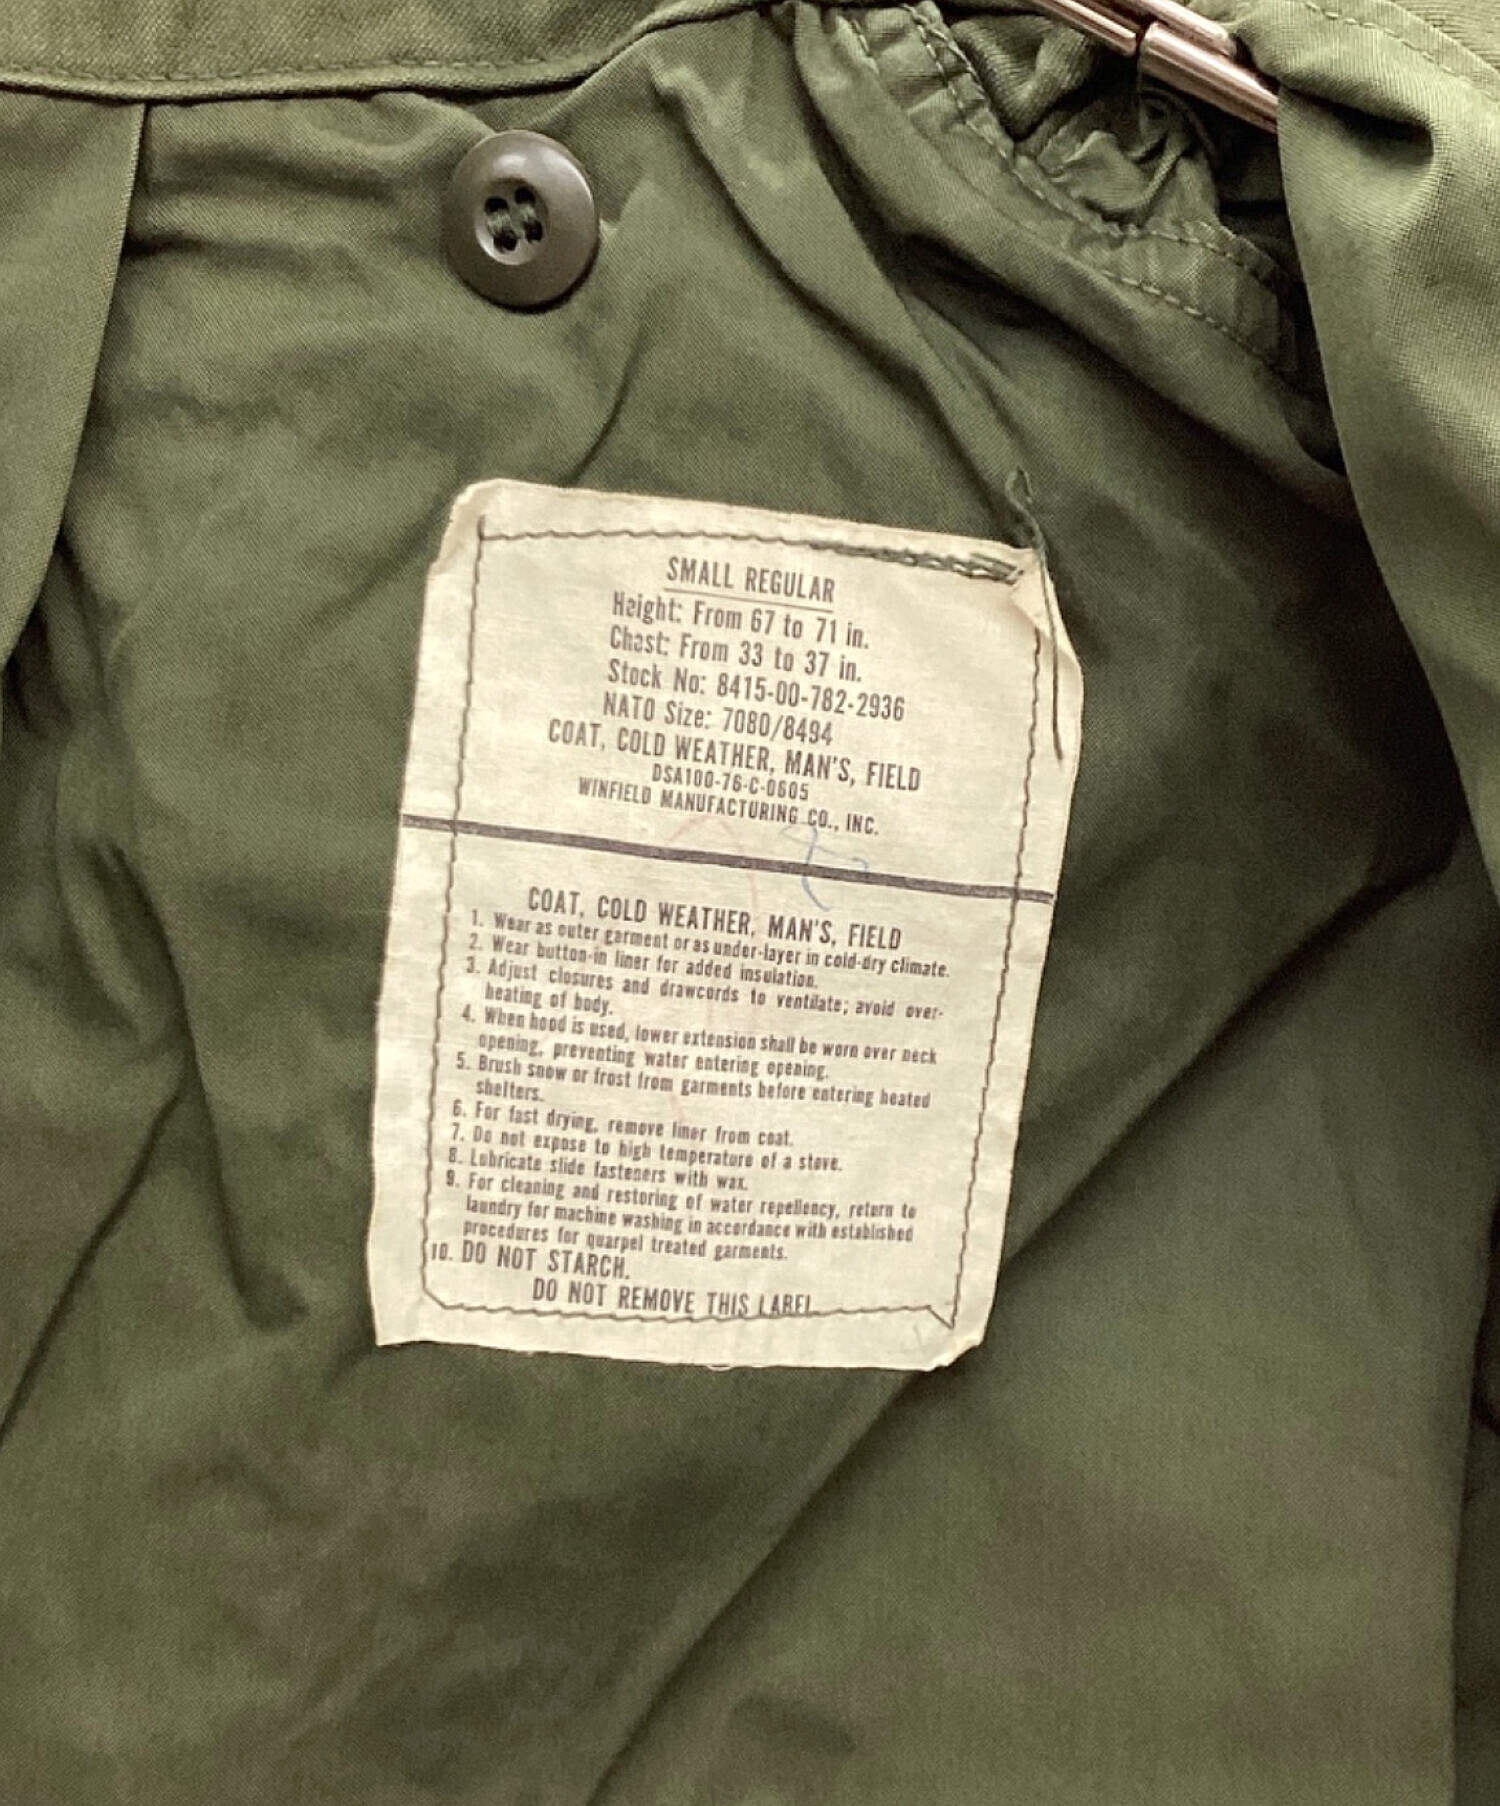 SMALL REGULAR
Height: From 67 to 71 in.
Chest: From 33 to 37 in.
Stock No: 8415-00-782-2936
NATO Size: 7080/8494
COAT, COLD WEATHER, MAN'S, FIELD
DSA100-76-C-0605
WINFIELD MANUFACTURING CO., INC.
COAT, COLD WEATHER, MAN'S, FIELD
1. Wear as outer garment or as under-layer in cold-dry climate.
2. Wear button-in liner for added insulation.
3. Adjust closures and drawcords to ventilate; avoid over-
heating of body.
4. When hood is used, lower extension shall be worn over neck
opening, preventing water entering opening.
5. Brush snow or frost from garments before entering heated
shelters.
6. For fast drying, remove liner from coat.
7. Do not expose to high temperature of a stove.
8. Lubricate slide fasteners with wax.
9. For cleaning and restoring of water repellency, return to
laundry for machine washing in accordance with established
procedures for quarpel treated garments.
10. DO NOT STARCH.
DO NOT REMOVE THIS LABEL